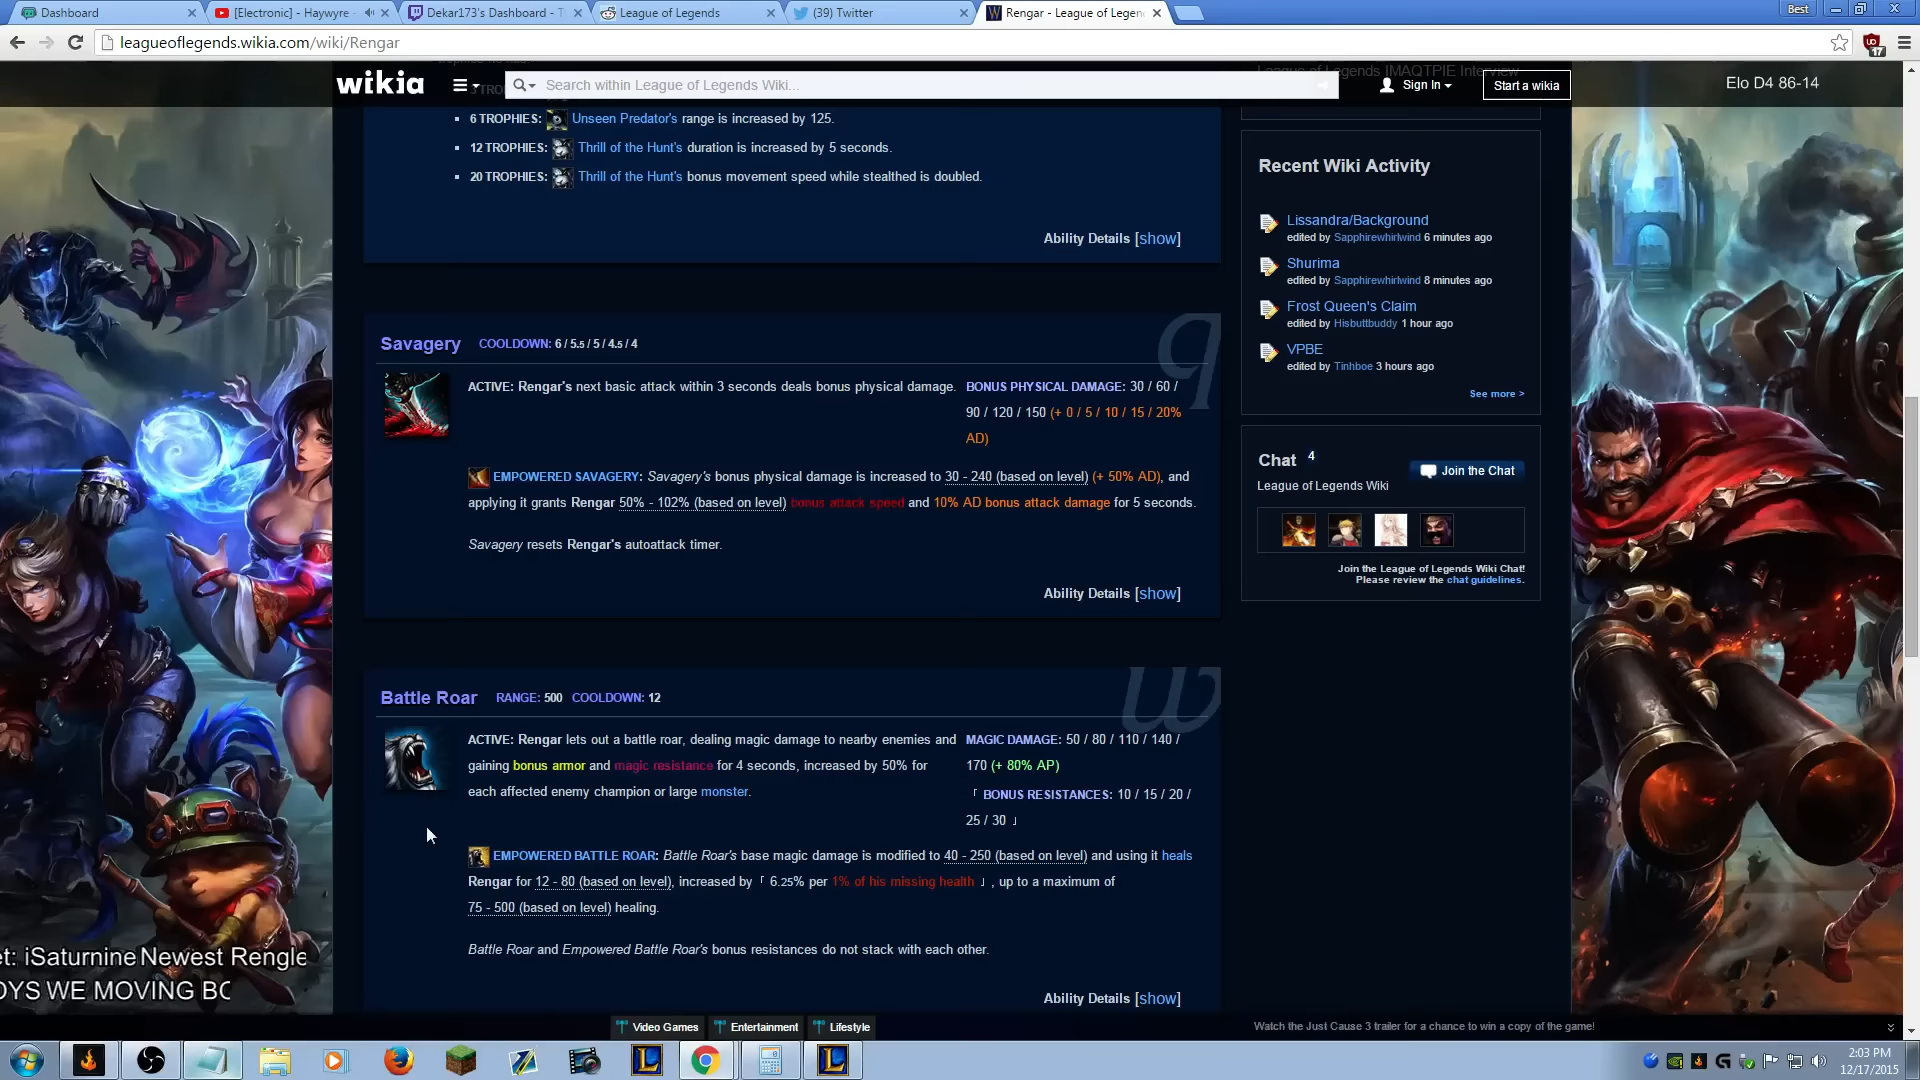 Dashboard
[Electronic] - Haywyre
Dekar173's Dashboard - T
League of Legends
(39) Twitter
Rengar - League of Legen
Best
leagueoflegends.wikia.com/wiki/Rengar
17
wikia
Search within League of Legends Wiki...
League of Legends IMAQTPIE Interview
Sign In
Start a wikia
Elo D4 86-14
6 TROPHIES: Unseen Predator's range is increased by 125.
12 TROPHIES: Thrill of the Hunt's duration is increased by 5 seconds.
20 TROPHIES: Thrill of the Hunt's bonus movement speed while stealthed is doubled.
Ability Details [show]
Savagery COOLDOWN: 6 / 5.5 / 5 / 4.5 / 4
q
ACTIVE: Rengar's next basic attack within 3 seconds deals bonus physical damage.
BONUS PHYSICAL DAMAGE: 30 / 60 /
90 / 120 / 150 (+ 0 / 5 / 10 / 15 / 20%
AD)
EMPOWERED SAVAGERY: Savagery's bonus physical damage is increased to 30 - 240 (based on level) (+ 50% AD), and
applying it grants Rengar 50% - 102% (based on level) bonus attack speed and 10% AD bonus attack damage for 5 seconds.
Savagery resets Rengar's autoattack timer.
Ability Details [show]
Battle Roar RANGE: 500 COOLDOWN: 12
w
ACTIVE: Rengar lets out a battle roar, dealing magic damage to nearby enemies and
gaining bonus armor and magic resistance for 4 seconds, increased by 50% for
each affected enemy champion or large monster.
MAGIC DAMAGE: 50 / 80 / 110 / 140 /
170 (+ 80% AP)
「 BONUS RESISTANCES: 10 / 15 / 20 /
25 / 30 」
EMPOWERED BATTLE ROAR: Battle Roar's base magic damage is modified to 40 - 250 (based on level) and using it heals
Rengar for 12 - 80 (based on level), increased by 「 6.25% per 1% of his missing health 」, up to a maximum of
75 - 500 (based on level) healing.
Battle Roar and Empowered Battle Roar's bonus resistances do not stack with each other.
Ability Details [show]
Recent Wiki Activity
Lissandra/Background
edited by Sapphirewhirlwind 6 minutes ago
Shurima
edited by Sapphirewhirlwind 8 minutes ago
Frost Queen's Claim
edited by Hisbuttbuddy 1 hour ago
VPBE
edited by Tinhboe 3 hours ago
See more >
Chat 4
Join the Chat
League of Legends Wiki
Join the League of Legends Wiki Chat!
Please review the chat guidelines.
et: iSaturnine Newest Rengle
OYS WE MOVING BO
Video Games
Entertainment
Lifestyle
Watch the Just Cause 3 trailer for a chance to win a copy of the game!
2:03 PM
12/17/2015